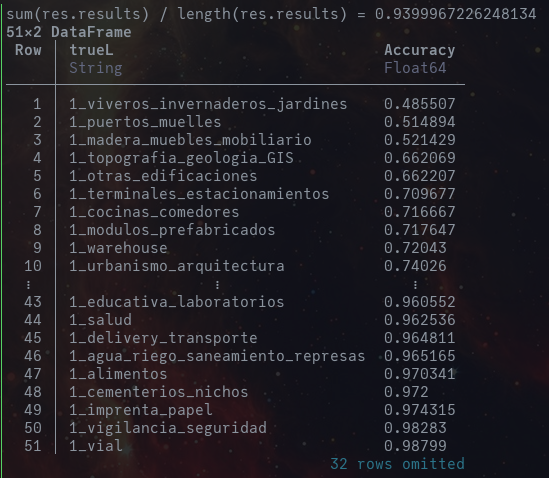 sum(res.results) / length(res.results) = 0.9399967226248134
51×2 DataFrame
Row │ trueL Accuracy
│ String Float64
1 │ 1_viveros_invernaderos_jardines 0.485507
2 │ 1_puertos_muelles 0.514894
3 │ 1_madera_muebles_mobiliario 0.521429
4 │ 1_topografia_geologia_GIS 0.662069
5 │ 1_otras_edificaciones 0.662207
6 │ 1_terminales_estacionamientos 0.709677
7 │ 1_cocinas_comedores 0.716667
8 │ 1_modulos_prefabricados 0.717647
9 │ 1_warehouse 0.72043
10 │ 1_urbanismo_arquitectura 0.74026
⋮ │ ⋮ ⋮
43 │ 1_educativa_laboratorios 0.960552
44 │ 1_salud 0.962536
45 │ 1_delivery_transporte 0.964811
46 │ 1_agua_riego_saneamiento_represas 0.965165
47 │ 1_alimentos 0.970341
48 │ 1_cementerios_nichos 0.972
49 │ 1_imprenta_papel 0.974315
50 │ 1_vigilancia_seguridad 0.98283
51 │ 1_vial 0.98799
32 rows omitted